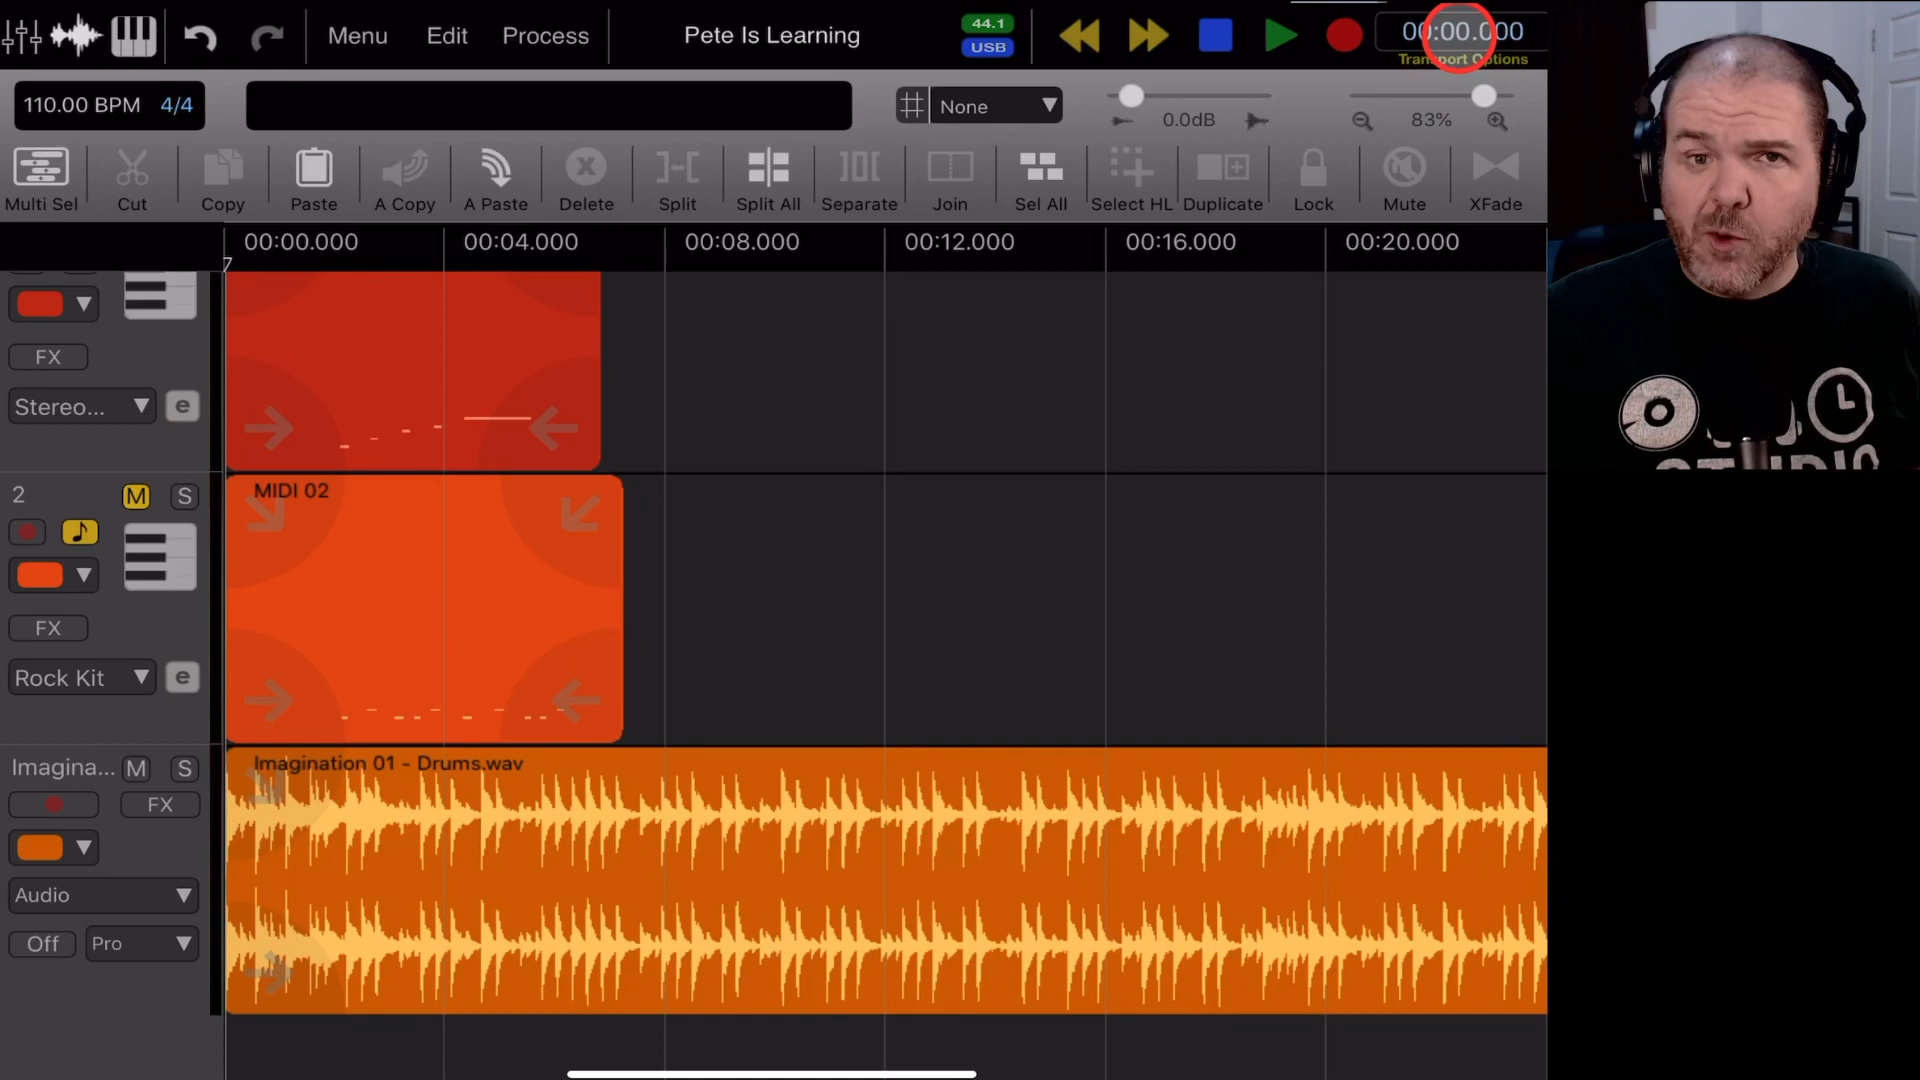 Menu Edit Process Pete Is Learning 44.1 USB 00:00.000
Transport Options
110.00 BPM 4/4 None 0.0dB 83%
Multi Sel Cut Copy Paste A Copy A Paste Delete Split Split All Separate Join Sel All Select HL Duplicate Lock Mute XFade
00:00.000 00:04.000 00:08.000 00:12.000 00:16.000 00:20.000
FX
Stereo... e
2 M S MIDI 02
FX
Rock Kit e
Imagina... M S Imagination 01 - Drums.wav
FX
Audio
Off Pro